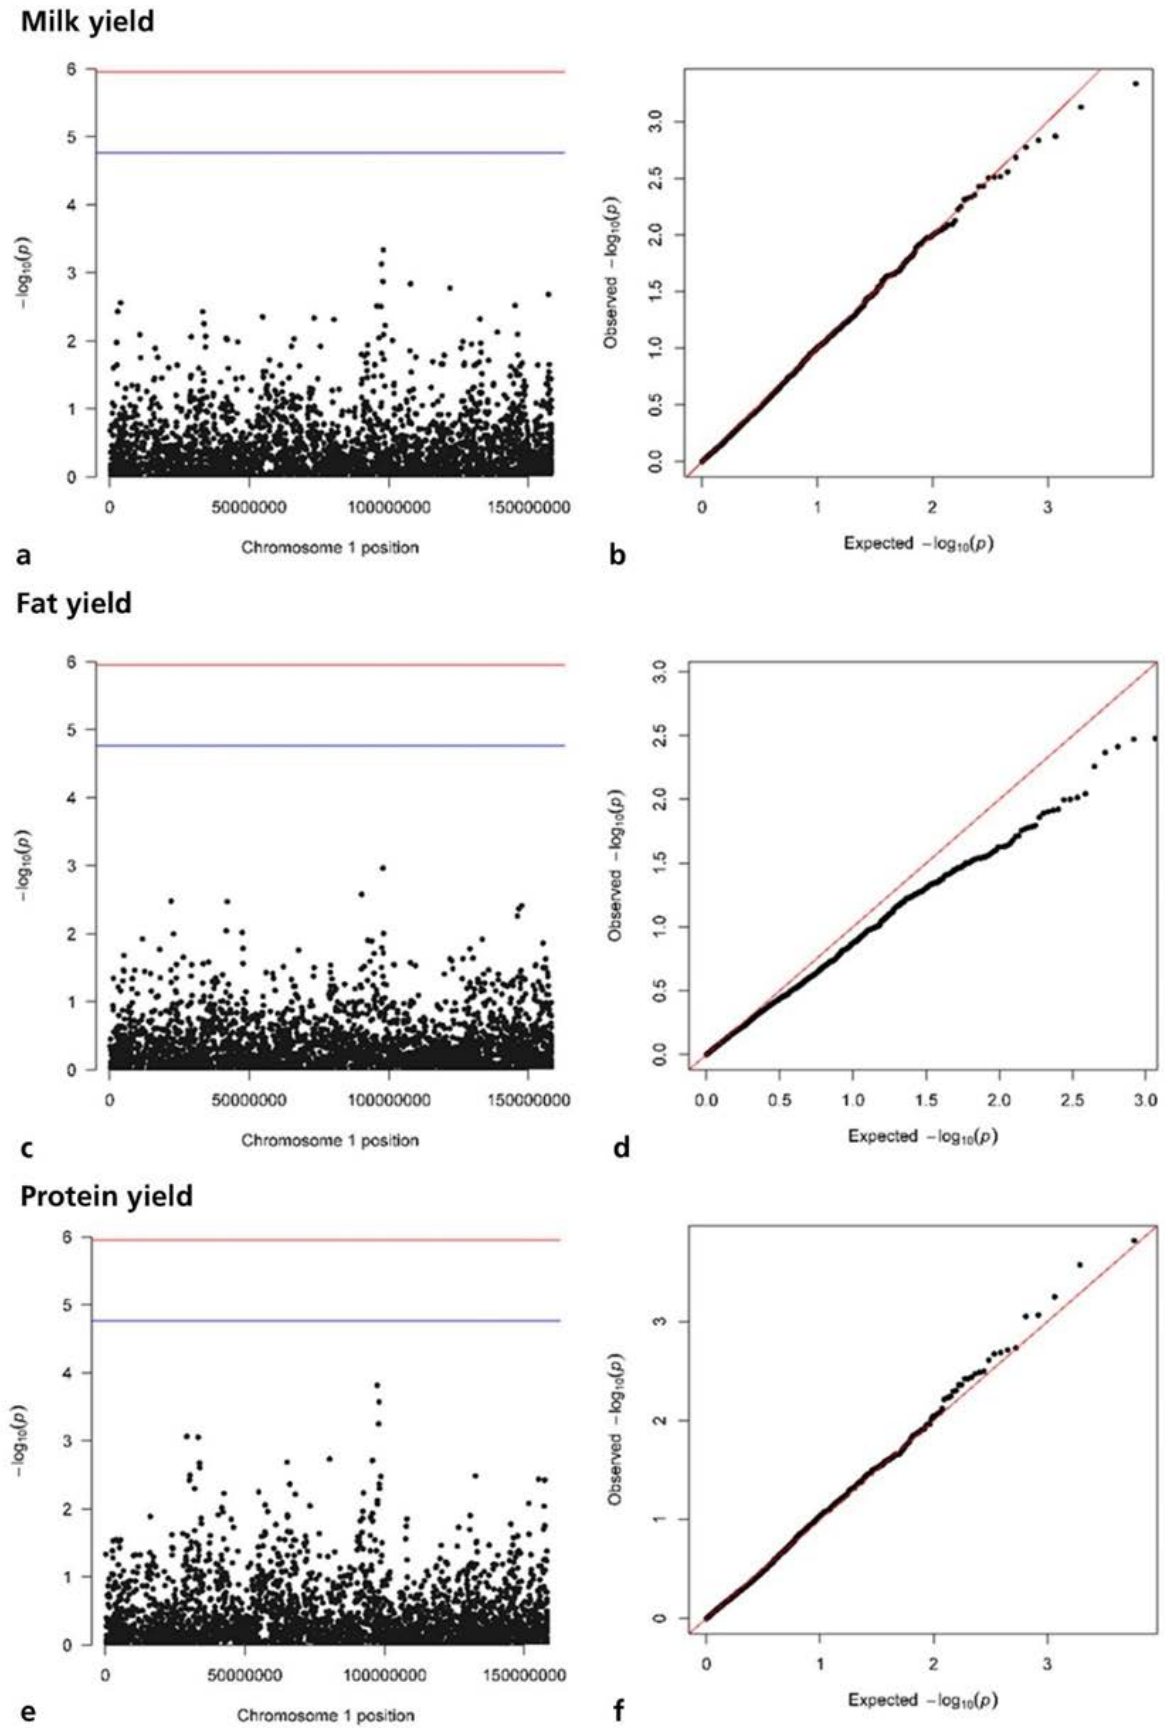 Milk yield
6
5
4
3
2
1
0
−log10(p)
0 50000000 100000000 150000000
Chromosome 1 position
a
3.0
2.5
2.0
1.5
1.0
0.5
0.0
Observed −log10(p)
0 1 2 3
Expected −log10(p)
b
Fat yield
6
5
4
3
2
1
0
−log10(p)
0 50000000 100000000 150000000
Chromosome 1 position
c
3.0
2.5
2.0
1.5
1.0
0.5
0.0
Observed −log10(p)
0.0 0.5 1.0 1.5 2.0 2.5 3.0
Expected −log10(p)
d
Protein yield
6
5
4
3
2
1
0
−log10(p)
0 50000000 100000000 150000000
Chromosome 1 position
e
3
2
1
0
Observed −log10(p)
0 1 2 3
Expected −log10(p)
f